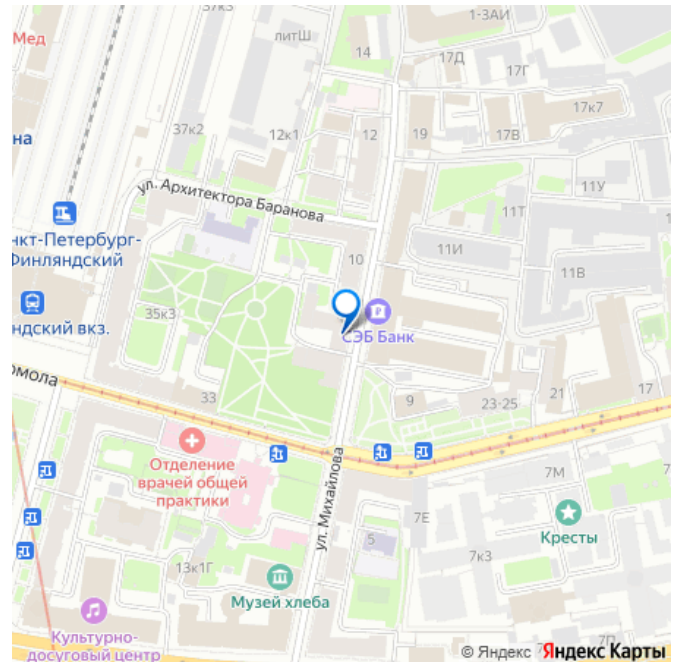 37к3
литШ
14
1-3АИ
Мед
17Д
17Г
17к7
на
37к2
12к1
12
19
17В
ул. Архитектора Баранова
11У
11Т
нкт-Петербург-
Финляндский
10
11И
11В
35к3
ндский вкз.
СЭБ Банк
омола
33
9
23-25
21
17
Отделение
врачей общей
практики
ул. Михайлова
7М
7Е
Кресты
5
7к3
13к1Г
Музей хлеба
Культурно-
досуговый центр
7Л
© Яндекс Яндекс Карты